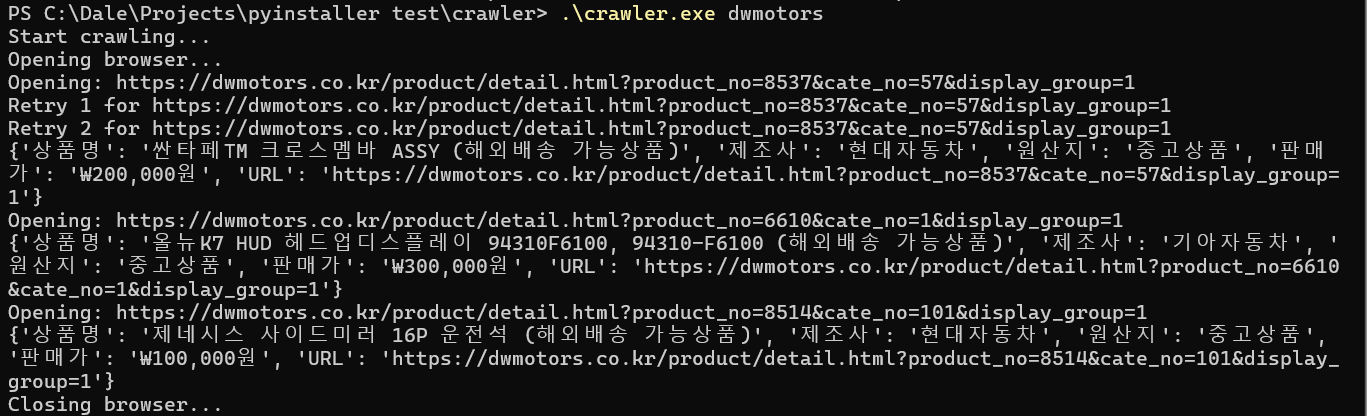 PS C:\Dale\Projects\pyinstaller test\crawler> .\crawler.exe dwmotors
Start crawling...
Opening browser...
Opening: https://dwmotors.co.kr/product/detail.html?product_no=8537&cate_no=57&display_group=1
Retry 1 for https://dwmotors.co.kr/product/detail.html?product_no=8537&cate_no=57&display_group=1
Retry 2 for https://dwmotors.co.kr/product/detail.html?product_no=8537&cate_no=57&display_group=1
{'상품명': '싼타페TM 크로스멤바 ASSY (해외배송 가능상품)', '제조사': '현대자동차', '원산지': '중고상품', '판매
가': '₩200,000원', 'URL': 'https://dwmotors.co.kr/product/detail.html?product_no=8537&cate_no=57&display_group=
1'}
Opening: https://dwmotors.co.kr/product/detail.html?product_no=6610&cate_no=1&display_group=1
{'상품명': '올뉴K7 HUD 헤드업디스플레이 94310F6100, 94310-F6100 (해외배송 가능상품)', '제조사': '기아자동차', '
원산지': '중고상품', '판매가': '₩300,000원', 'URL': 'https://dwmotors.co.kr/product/detail.html?product_no=6610
&cate_no=1&display_group=1'}
Opening: https://dwmotors.co.kr/product/detail.html?product_no=8514&cate_no=101&display_group=1
{'상품명': '제네시스 사이드미러 16P 운전석 (해외배송 가능상품)', '제조사': '현대자동차', '원산지': '중고상품',
'판매가': '₩100,000원', 'URL': 'https://dwmotors.co.kr/product/detail.html?product_no=8514&cate_no=101&display_
group=1'}
Closing browser...